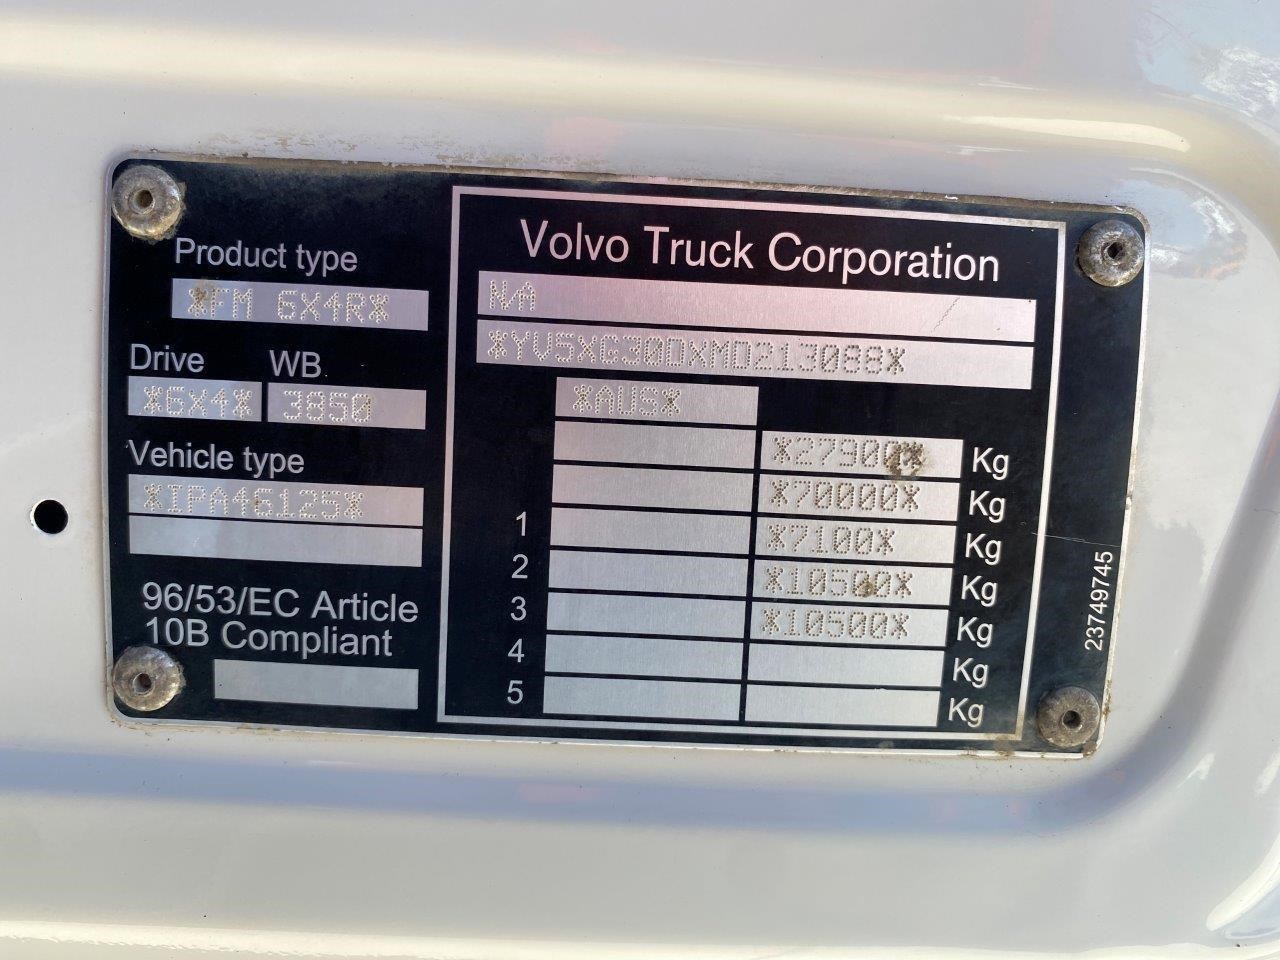 Product type
*FM 6X4R*
Drive WB
*6X4* 3850
Vehicle type
*IPA46125*
96/53/EC Article
10B Compliant
Volvo Truck Corporation
N/A
*YV5XG30DXMD213088*
*AUS*
*27900* Kg
*70000* Kg
1 *7100* Kg
2 *10500* Kg
3 *10500* Kg
4 Kg
5 Kg
23749745